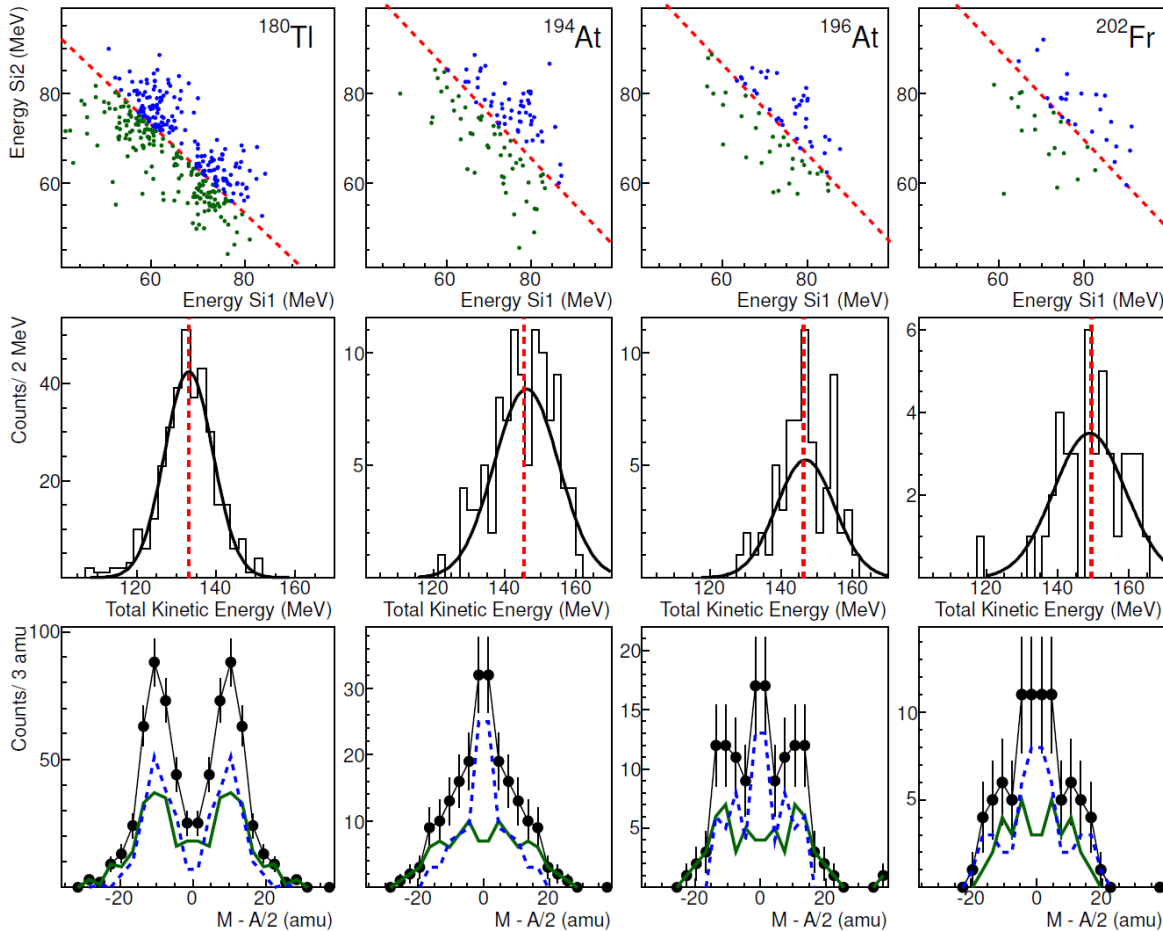 Energy Si2 (MeV)
80
60
180Tl
60 80
Energy Si1 (MeV)
80
60
194At
60 80
Energy Si1 (MeV)
80
60
196At
60 80
Energy Si1 (MeV)
80
60
202Fr
60 80
Energy Si1 (MeV)
Counts/ 2 MeV
40
20
120 140 160
Total Kinetic Energy (MeV)
10
5
120 140 160
Total Kinetic Energy (MeV)
10
5
120 140 160
Total Kinetic Energy (MeV)
6
4
2
120 140 160
Total Kinetic Energy (MeV)
Counts/ 3 amu
100
50
-20 0 20
M - A/2 (amu)
30
20
10
-20 0 20
M - A/2 (amu)
20
15
10
5
-20 0 20
M - A/2 (amu)
10
5
-20 0 20
M - A/2 (amu)